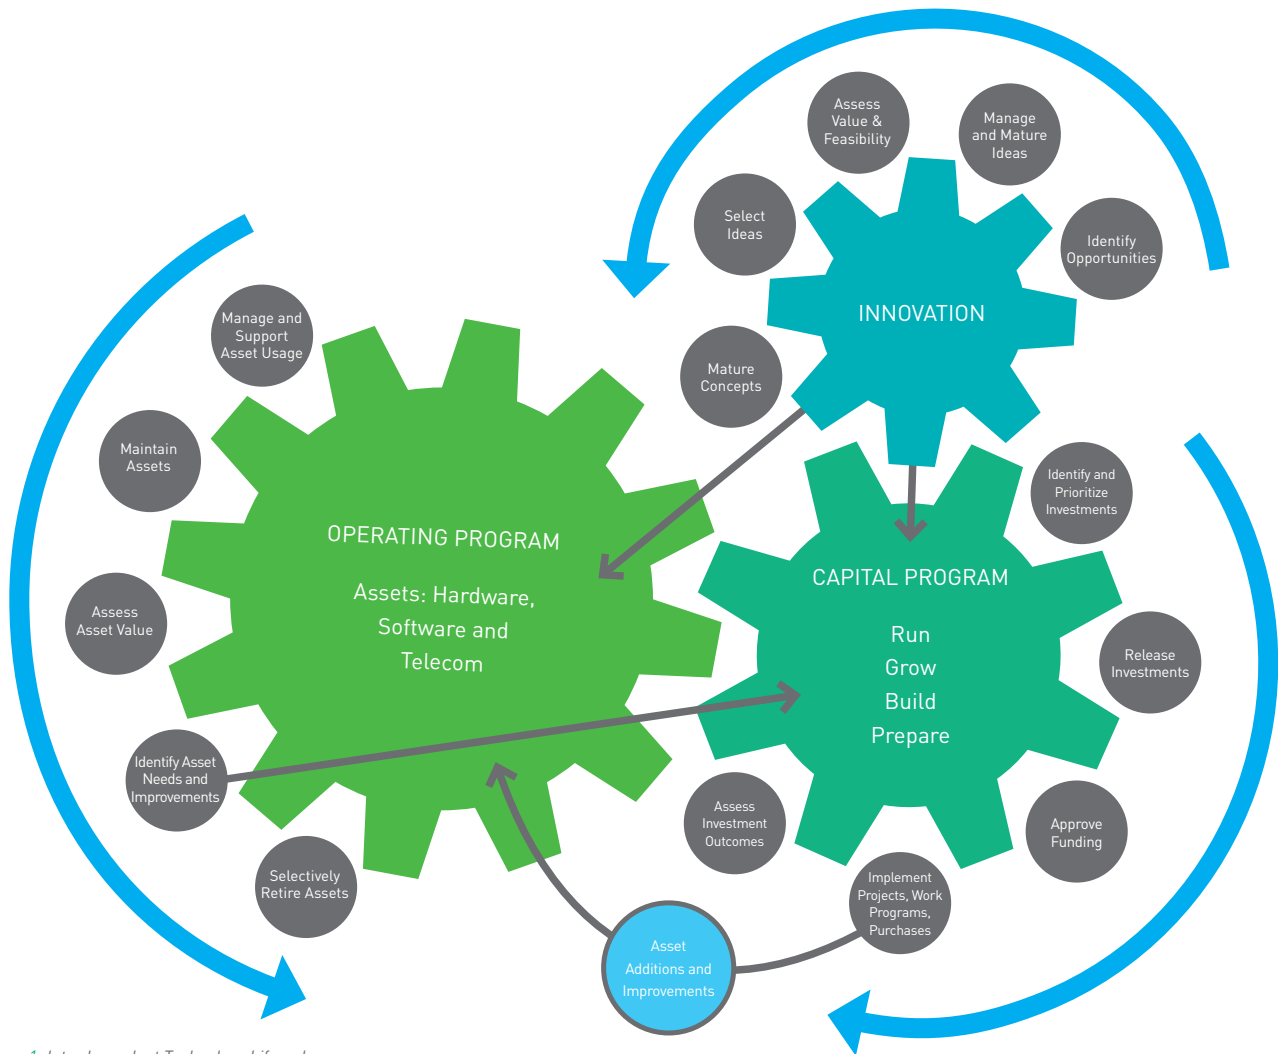 Assess
Value &
Feasibility
Manage
and Mature
Ideas
Select
Ideas
Identify
Opportunities
INNOVATION
Mature
Concepts
Manage and
Support
Asset Usage
Maintain
Assets
Assess
Asset Value
Identify Asset
Needs and
Improvements
Selectively
Retire Assets
OPERATING PROGRAM
Assets: Hardware,
Software and
Telecom
Identify and
Prioritize
Investments
CAPITAL PROGRAM
Run
Grow
Build
Prepare
Release
Investments
Approve
Funding
Implement
Projects, Work
Programs,
Purchases
Assess
Investment
Outcomes
Asset
Additions and
Improvements